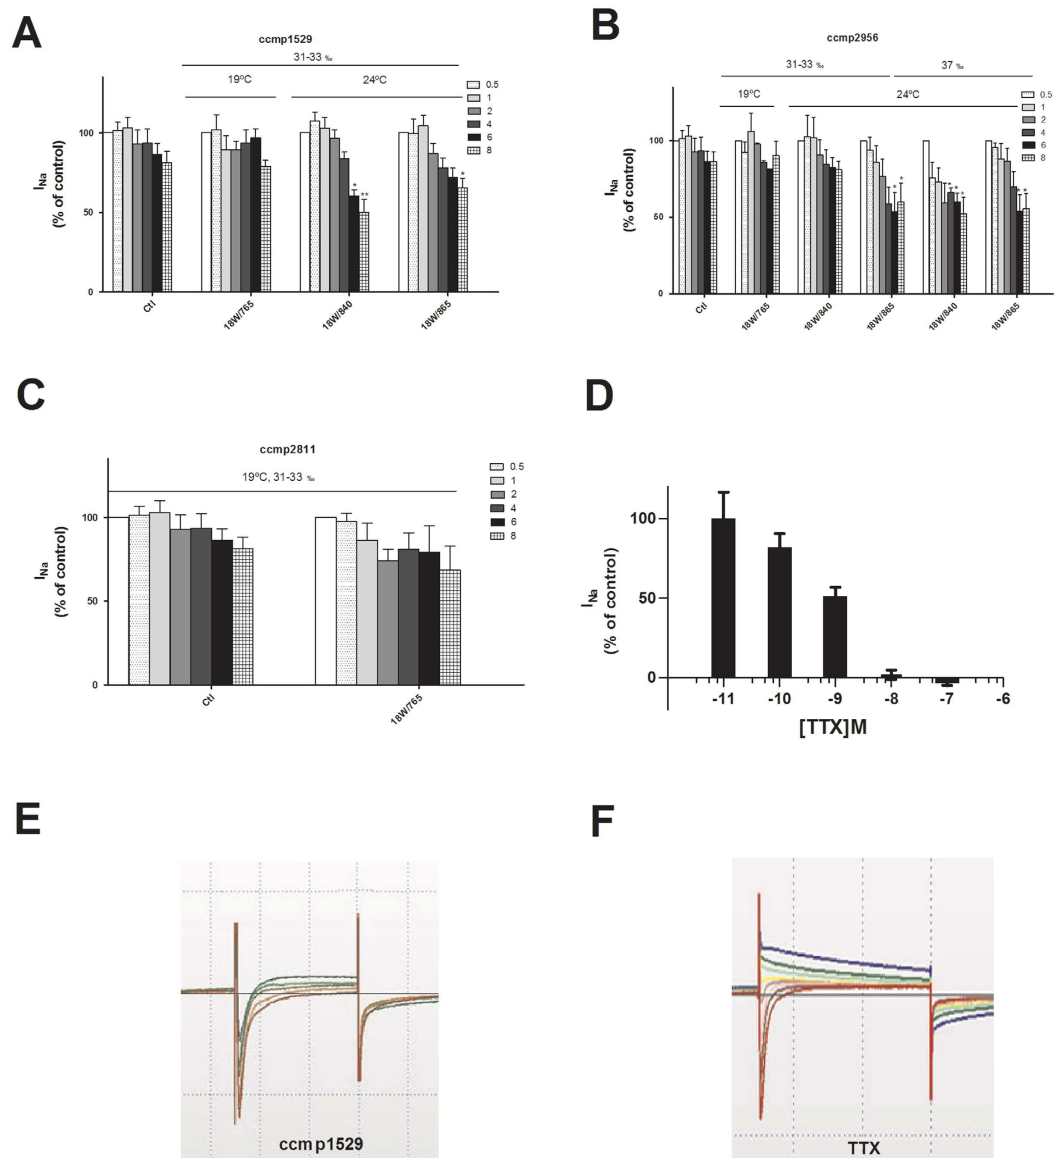 A
ccmp1529
31-33 ‰
19ºC
24ºC
0.5
1
2
4
6
8
100
50
0
I_Na
(% of control)
*
**
*
Ctl
18W/765
18W/840
18W/865
B
ccmp2956
31-33 ‰
37 ‰
19ºC
24ºC
0.5
1
2
4
6
8
100
50
0
I_Na
(% of control)
*
*
*
*
*
*
*
Ctl
18W/765
18W/840
18W/865
18W/840
18W/865
C
ccmp2811
19ºC, 31-33 ‰
0.5
1
2
4
6
8
100
50
0
I_Na
(% of control)
Ctl
18W/765
D
100
50
0
I_Na
(% of control)
-11
-10
-9
-8
-7
-6
[TTX]M
E
ccmp1529
F
TTX